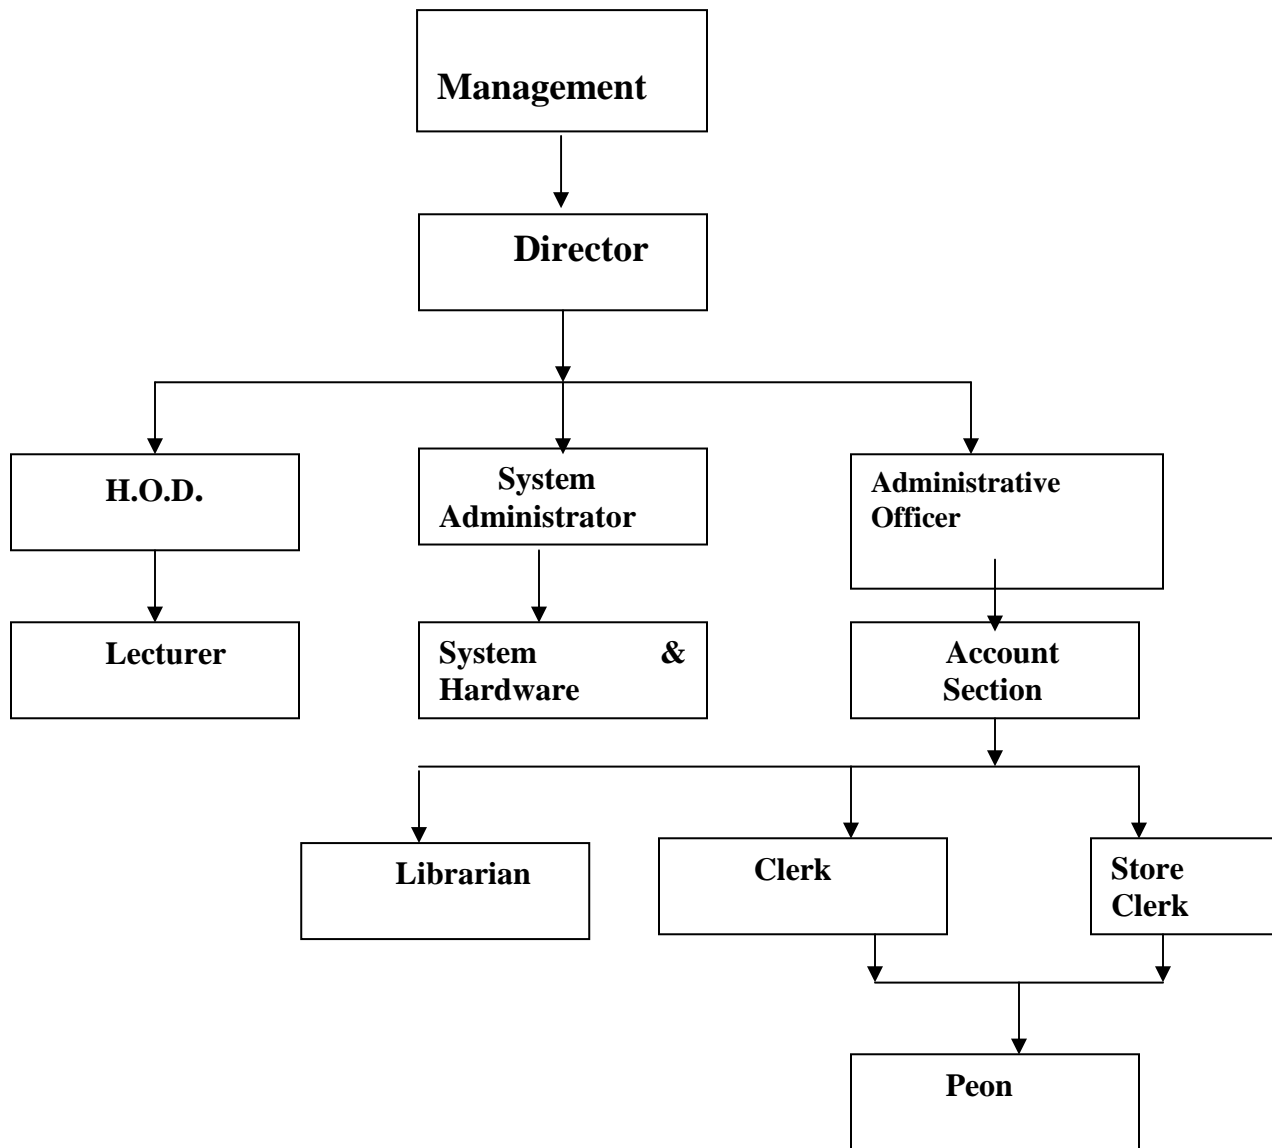 Management
Director
H.O.D.
System
Administrator
Administrative
Officer
Lecturer
System &
Hardware
Account
Section
Librarian
Clerk
Store
Clerk
Peon